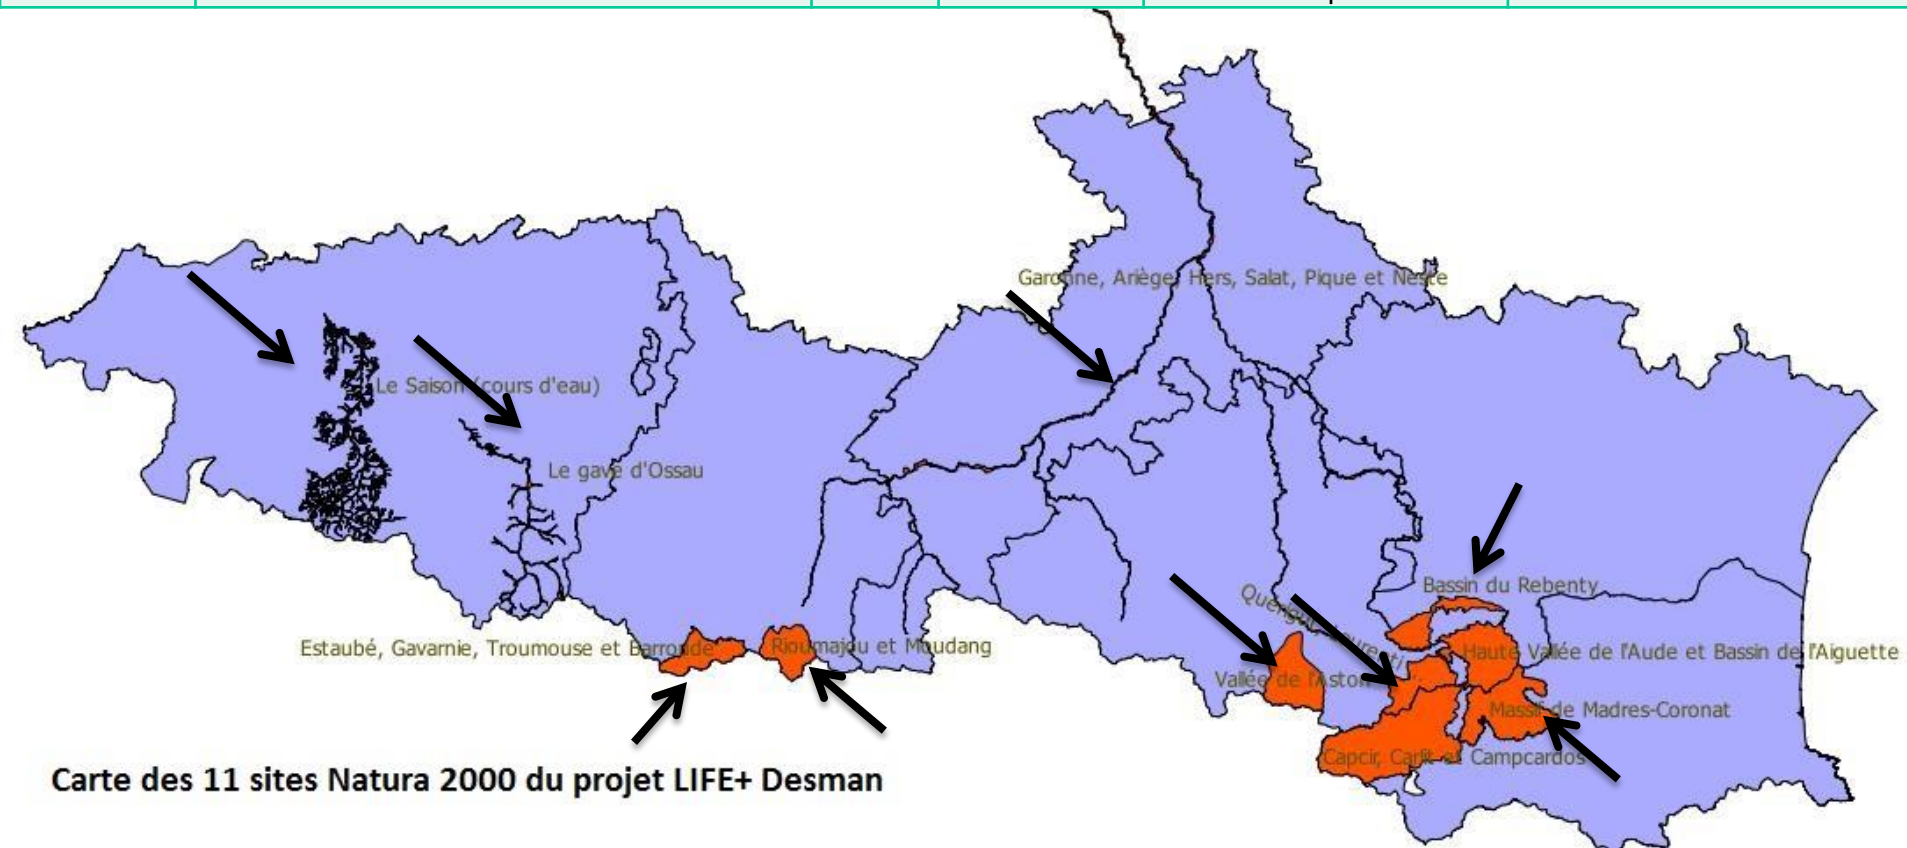 Garonne, Ariège, Hers, Salat, Pique et Neste
Le Saison (cours d'eau)
Le gave d'Ossau
Bassin du Rebenty
Estaubé, Gavarnie, Troumouse et Barroude
Rioumajou et Moudang
Haute Vallée de l'Aude et Bassin de l'Aiguette
Vallée de l'Aston
Massif de Madres-Coronat
Capcir, Carlit et Campcardos
Carte des 11 sites Natura 2000 du projet LIFE+ Desman